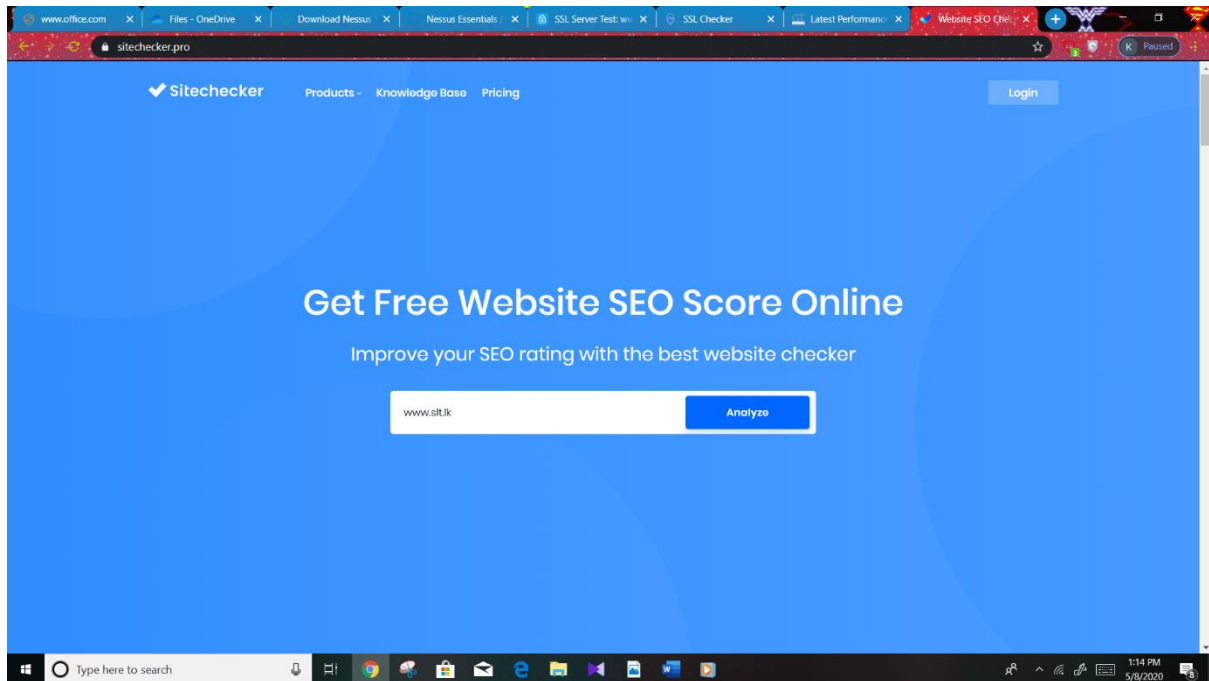 www.office.com
Files - OneDrive
Download Nessus
Nessus Essentials /
SSL Server Test: ww
SSL Checker
Latest Performanc
Website SEO Chec
sitechecker.pro
K Paused
Sitechecker
Products
Knowledge Base
Pricing
Login
Get Free Website SEO Score Online
Improve your SEO rating with the best website checker
www.slt.lk
Analyze
Type here to search
1:14 PM
5/8/2020